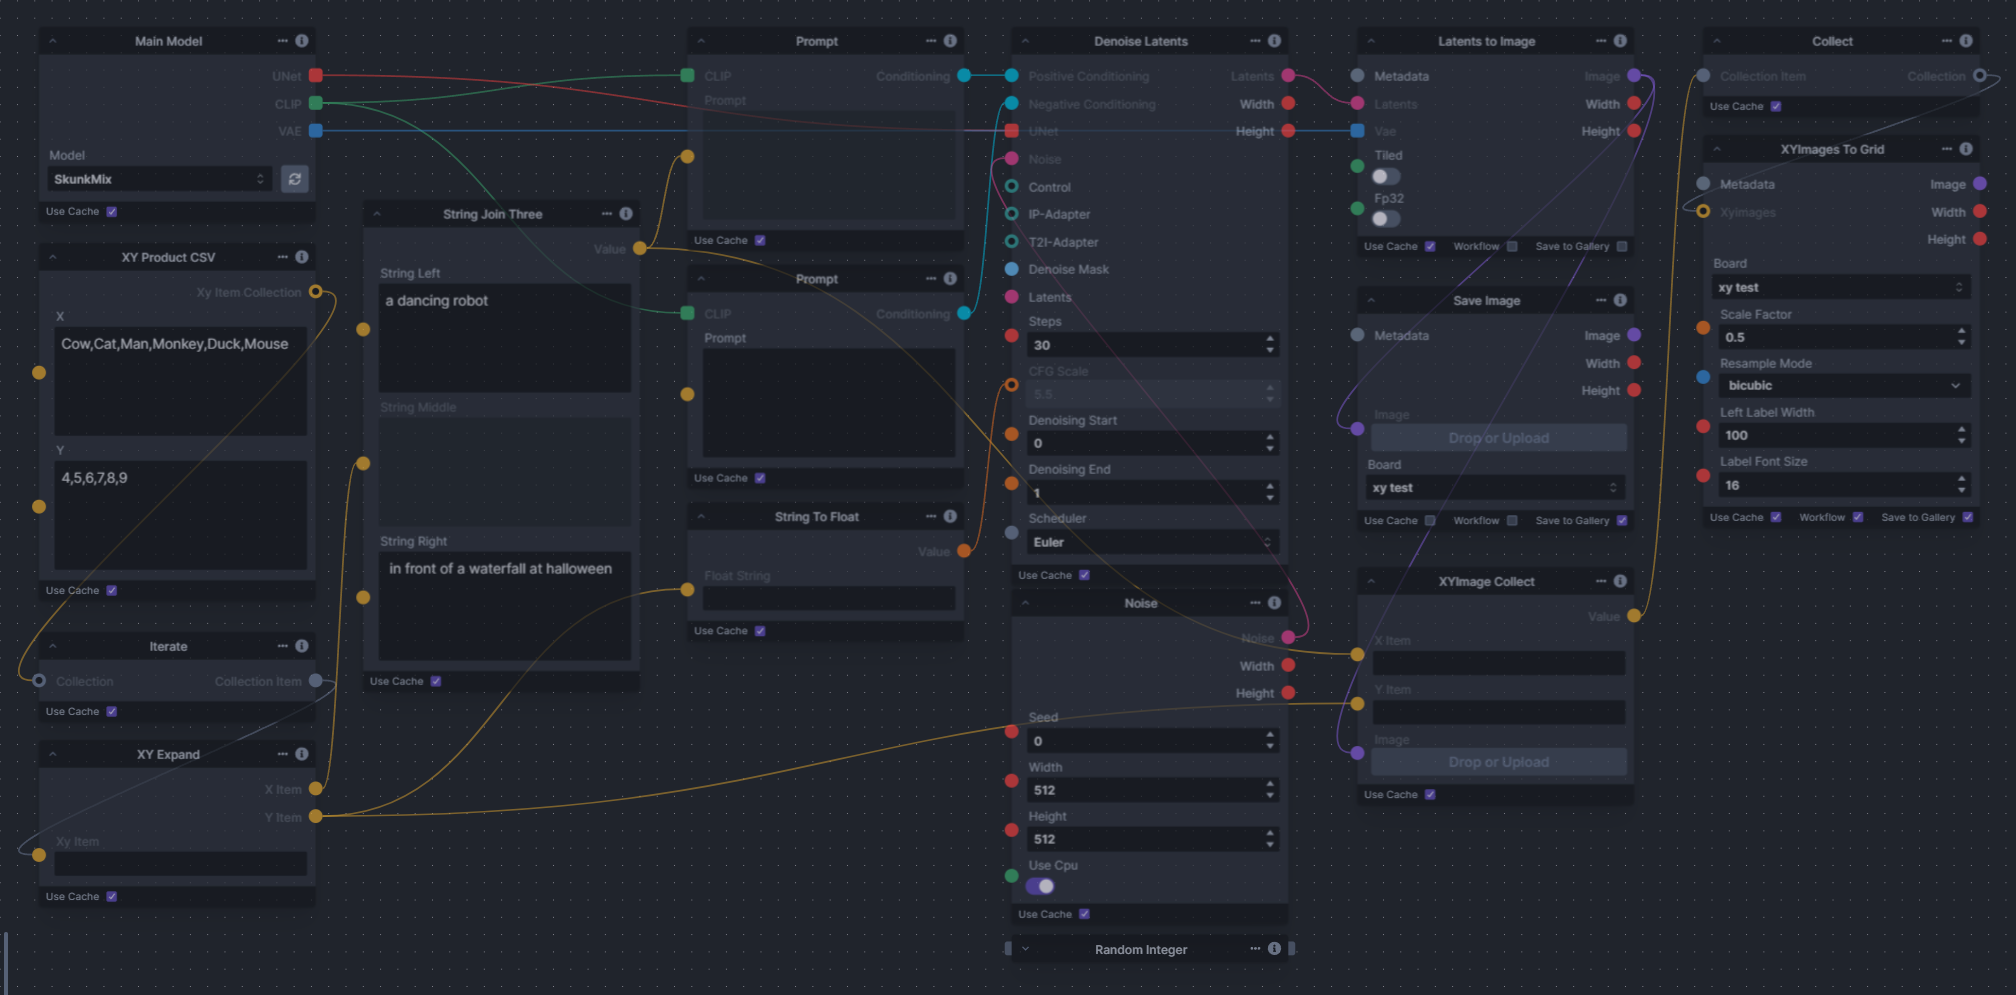 Main Model
UNet
CLIP
VAE
Model
SkunkMix
Use Cache
XY Product CSV
Xy Item Collection
X
Cow,Cat,Man,Monkey,Duck,Mouse
Y
4,5,6,7,8,9
Use Cache
Iterate
Collection Collection Item
Use Cache
XY Expand
X Item
Y Item
Xy Item
Use Cache
String Join Three
Value
String Left
a dancing robot
String Middle
String Right
in front of a waterfall at halloween
Use Cache
Prompt
CLIP Conditioning
Prompt
Use Cache
Prompt
CLIP Conditioning
Prompt
Use Cache
String To Float
Value
Float String
Use Cache
Denoise Latents
Positive Conditioning Latents
Negative Conditioning Width
UNet Height
Noise
Control
IP-Adapter
T2I-Adapter
Denoise Mask
Latents
Steps
30
CFG Scale
5.5
Denoising Start
0
Denoising End
1
Scheduler
Euler
Use Cache
Noise
Noise
Width
Height
Seed
0
Width
512
Height
512
Use Cpu
Use Cache
Random Integer
Latents to Image
Metadata Image
Latents Width
Vae Height
Tiled
Fp32
Use Cache Workflow Save to Gallery
Save Image
Metadata Image
Width
Height
Image
Drop or Upload
Board
xy test
Use Cache Workflow Save to Gallery
XYImage Collect
Value
X Item
Y Item
Image
Drop or Upload
Use Cache
Collect
Collection Item Collection
Use Cache
XYImages To Grid
Metadata Image
XyImages Width
Height
Board
xy test
Scale Factor
0.5
Resample Mode
bicubic
Left Label Width
100
Label Font Size
16
Use Cache Workflow Save to Gallery